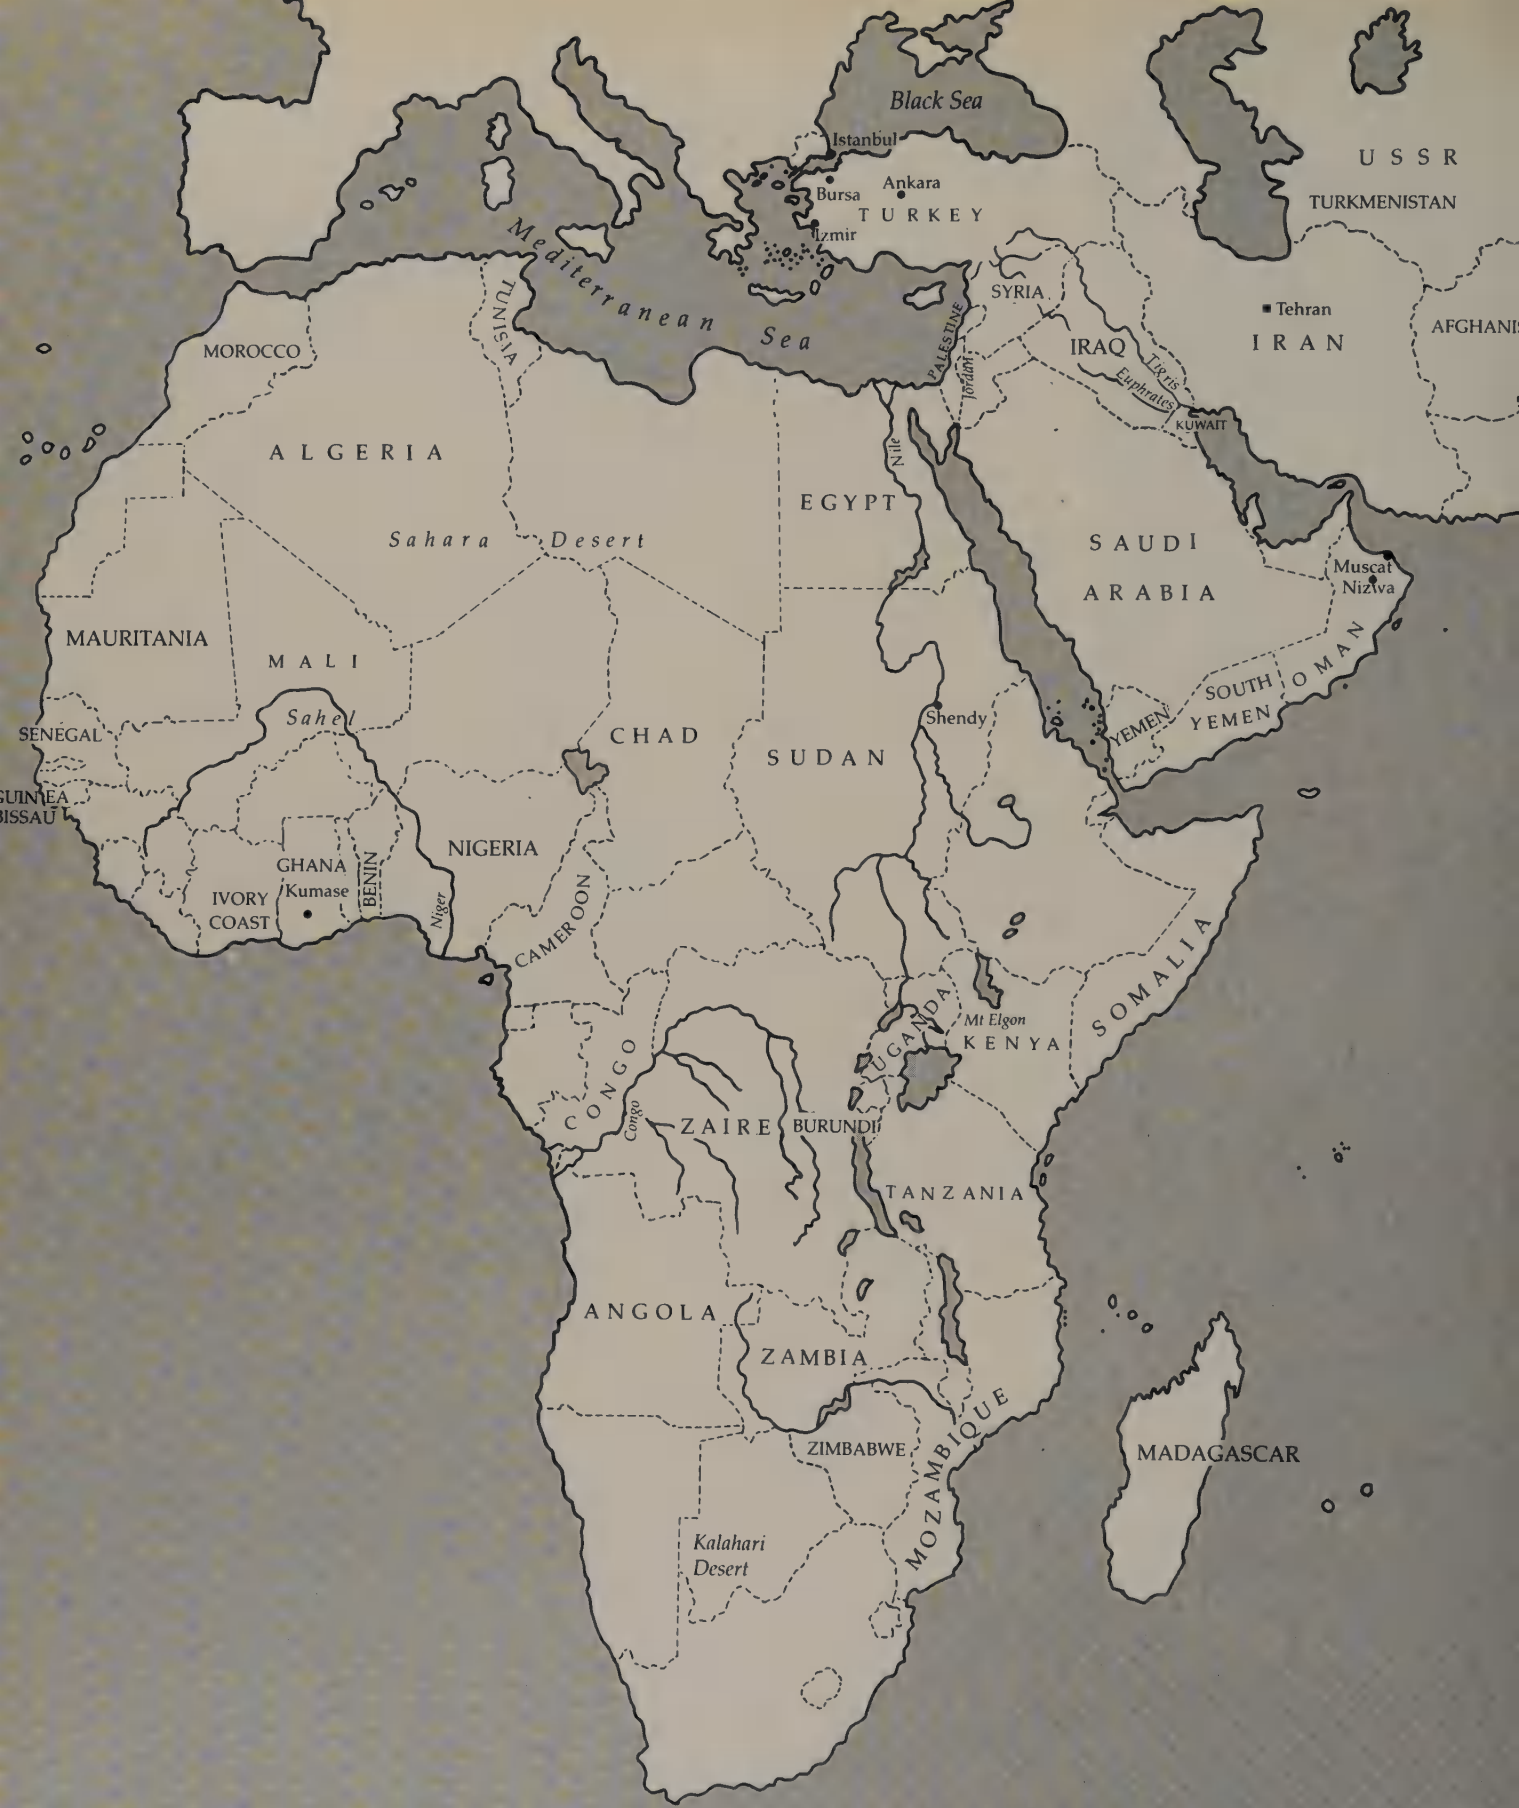 Black Sea
Istanbul
Bursa
Ankara
TURKEY
Izmir
USSR
TURKMENISTAN
Mediterranean Sea
SYRIA
Tehran
IRAN
AFGHANIS
TUNISIA
MOROCCO
PALESTINE
Jordan
IRAQ
Tigris
Euphrates
KUWAIT
ALGERIA
Nile
EGYPT
Sahara Desert
SAUDI
ARABIA
Muscat
Nizwa
OMAN
MAURITANIA
MALI
Sahel
SENEGAL
CHAD
SUDAN
Shendy
YEMEN
SOUTH
YEMEN
GUINEA
BISSAU
NIGERIA
GHANA
Kumase
BENIN
IVORY
COAST
Niger
CAMEROON
SOMALIA
UGANDA
Mt Elgon
KENYA
CONGO
Congo
ZAIRE
BURUNDI
TANZANIA
ANGOLA
ZAMBIA
MOZAMBIQUE
ZIMBABWE
MADAGASCAR
Kalahari
Desert